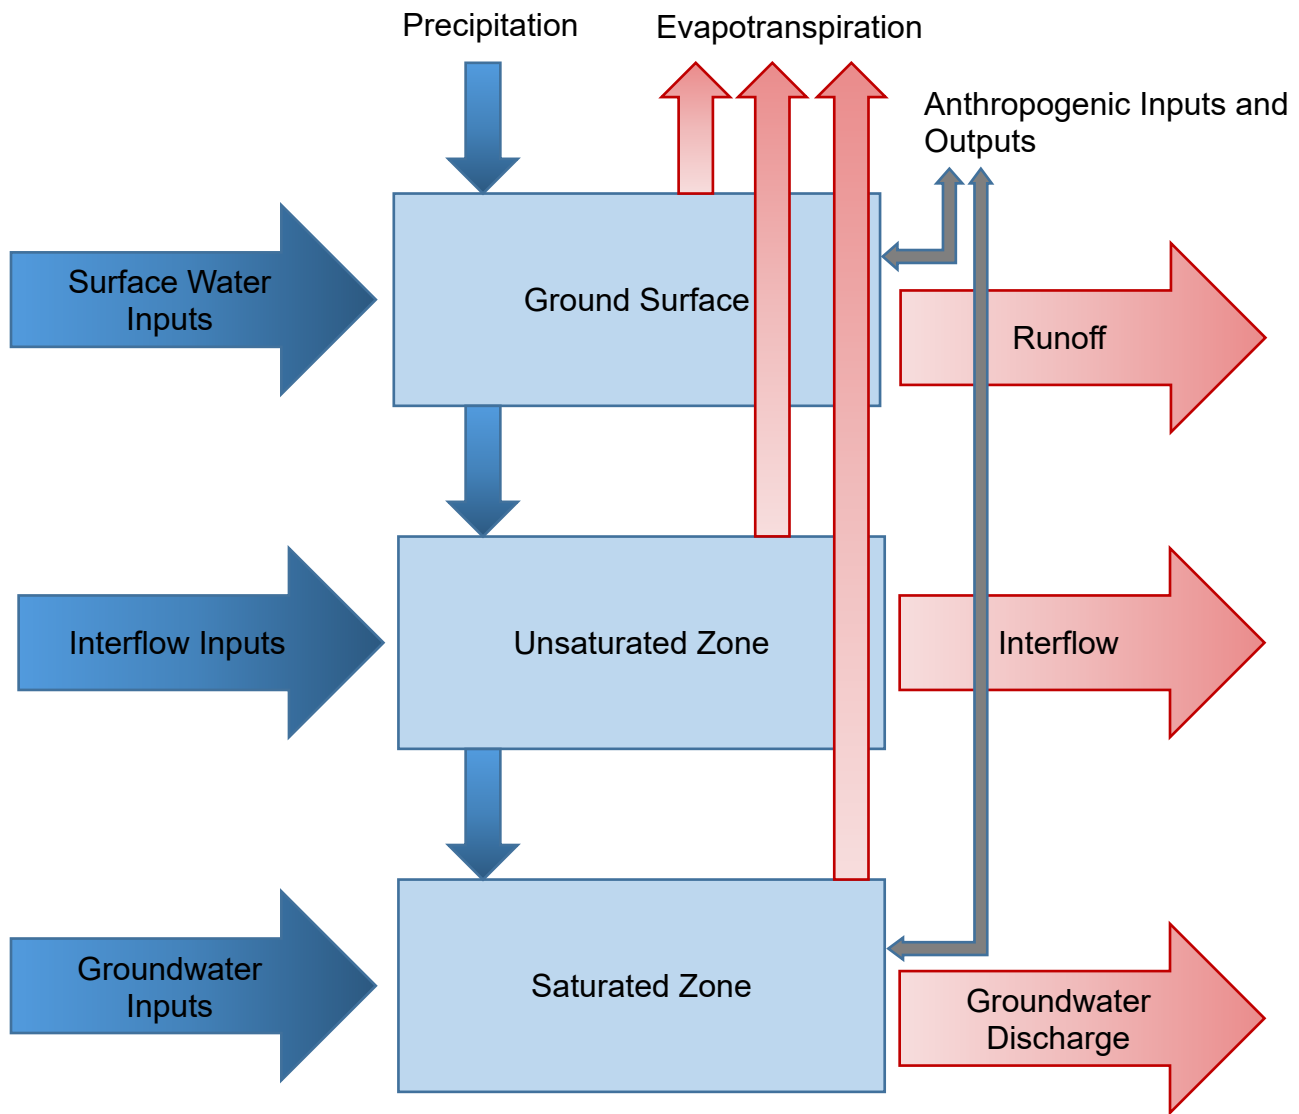 Precipitation
Evapotranspiration
Anthropogenic Inputs and
Outputs
Surface Water
Inputs
Ground Surface
Runoff
Interflow Inputs
Unsaturated Zone
Interflow
Groundwater
Inputs
Saturated Zone
Groundwater
Discharge